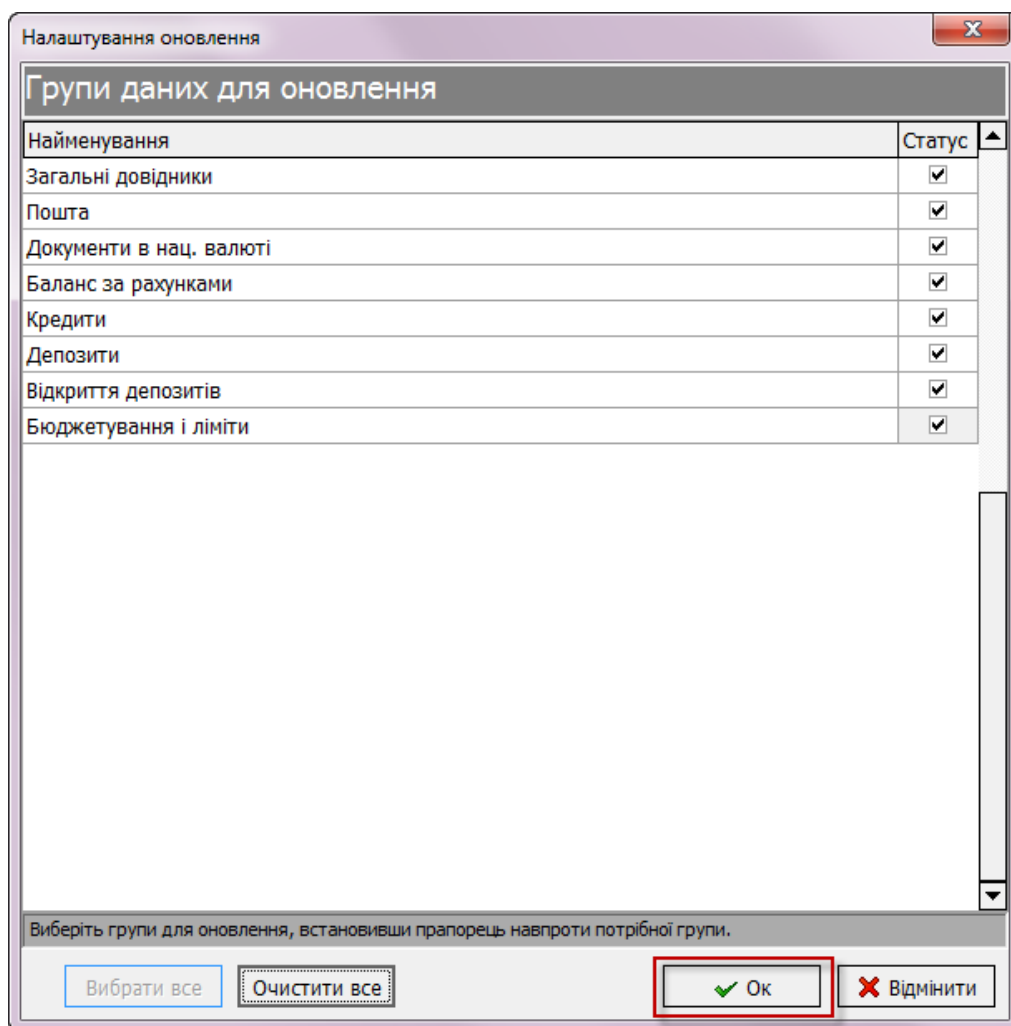 Налаштування оновлення
Групи даних для оновлення
Найменування Статус
Загальні довідники
Пошта
Документи в нац. валюті
Баланс за рахунками
Кредити
Депозити
Відкриття депозитів
Бюджетування і ліміти
Виберіть групи для оновлення, встановивши прапорець навпроти потрібної групи.
Вибрати все Очистити все Ок Відмінити